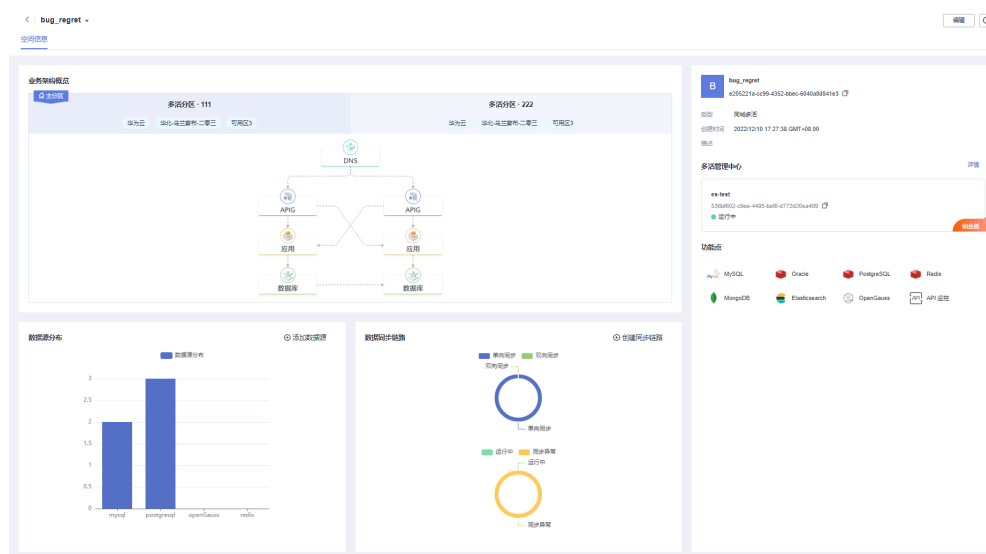 bug_regret
编辑
空间信息
业务架构概览
主分区
多活分区 · 111
华为云 华北-乌兰察布-二零三 可用区3
多活分区 · 222
华为云 华北-乌兰察布-二零三 可用区3
DNS
APIG APIG
应用 应用
数据库 数据库
B
bug_regret
e205221a-cc99-4352-bbec-6040a8d841e3
类型 同城多活
创建时间 2022/12/19 17:27:38 GMT+08:00
描述
多活管理中心 详情
es-test
536bf602-c9ee-4495-bef0-d772d20ea499
运行中
铂金版
功能点
MySQL Oracle PostgreSQL Redis
MongoDB Elasticsearch OpenGauss API 监控
数据源分布 添加数据源
数据源分布
3
2.5
2
1.5
1
0.5
0
mysql postgresql openGauss redis
数据同步链路 创建同步链路
单向同步 双向同步
双向同步
单向同步
运行中 同步异常
运行中
同步异常